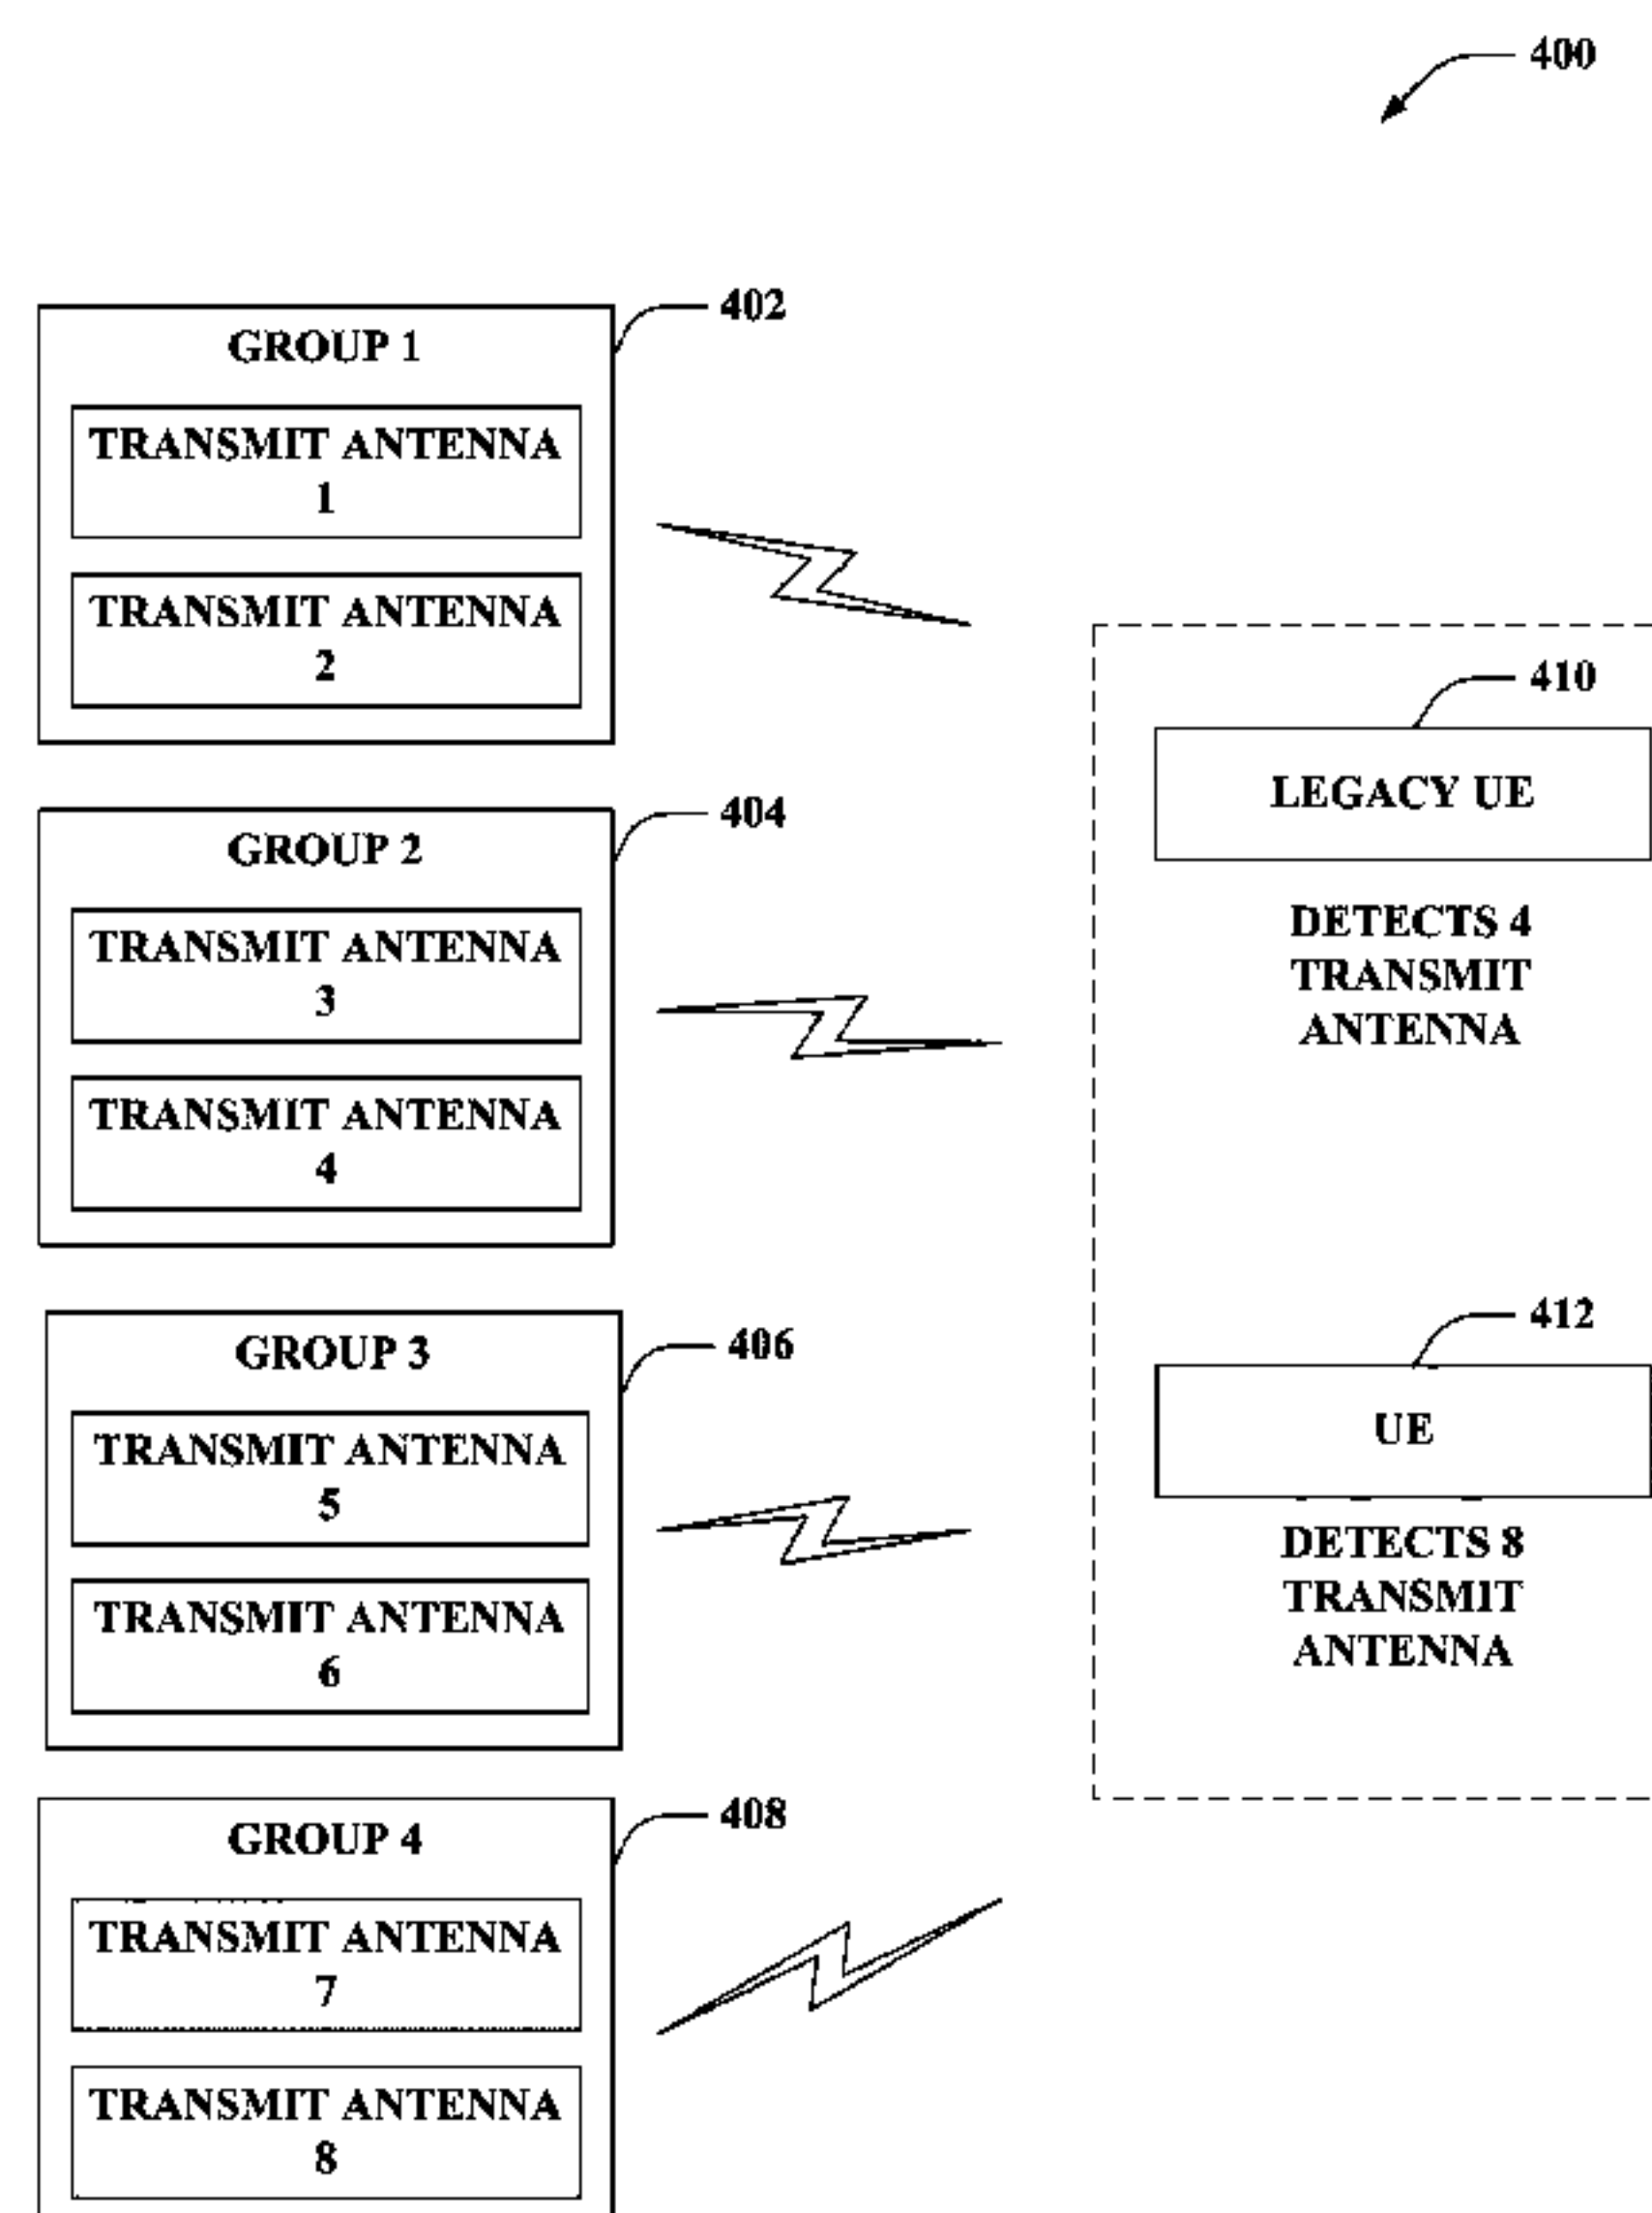 400
402
GROUP 1
TRANSMIT ANTENNA
1
TRANSMIT ANTENNA
2
404
GROUP 2
TRANSMIT ANTENNA
3
TRANSMIT ANTENNA
4
406
GROUP 3
TRANSMIT ANTENNA
5
TRANSMIT ANTENNA
6
408
GROUP 4
TRANSMIT ANTENNA
7
TRANSMIT ANTENNA
8
410
LEGACY UE
DETECTS 4
TRANSMIT
ANTENNA
412
UE
DETECTS 8
TRANSMIT
ANTENNA